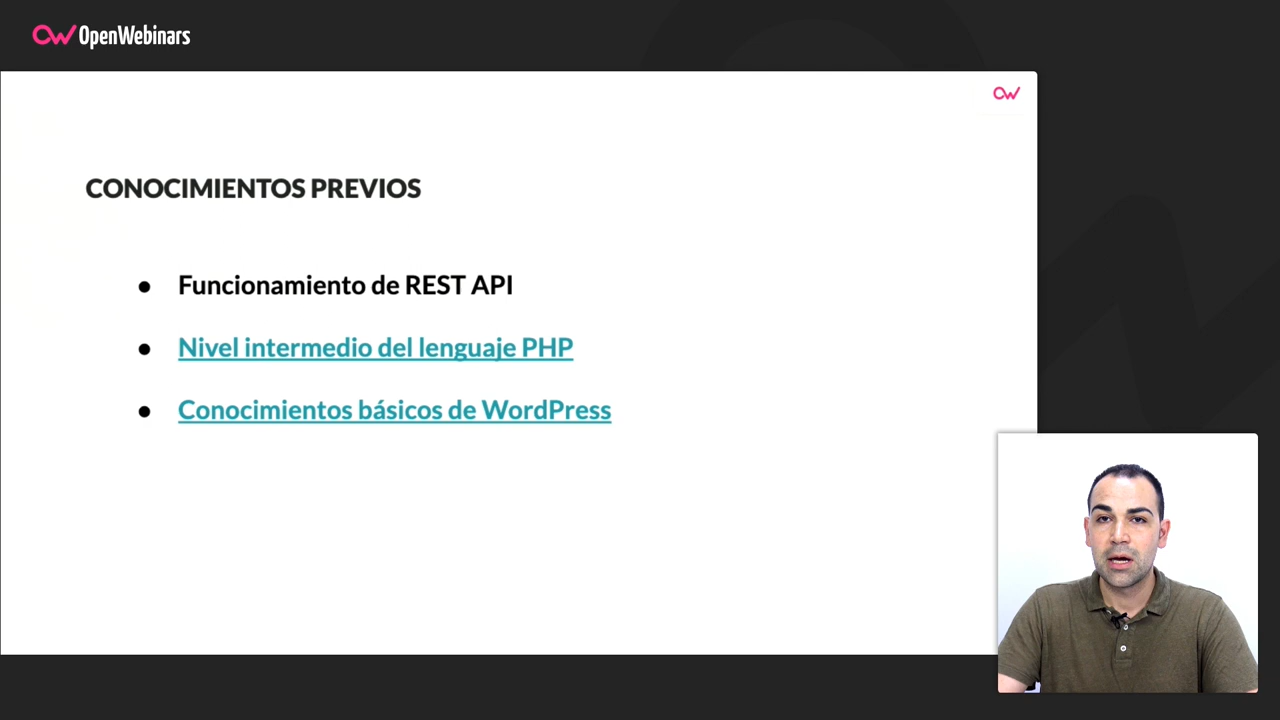 OpenWebinars
CONOCIMIENTOS PREVIOS
● Funcionamiento de REST API
● Nivel intermedio del lenguaje PHP
● Conocimientos básicos de WordPress